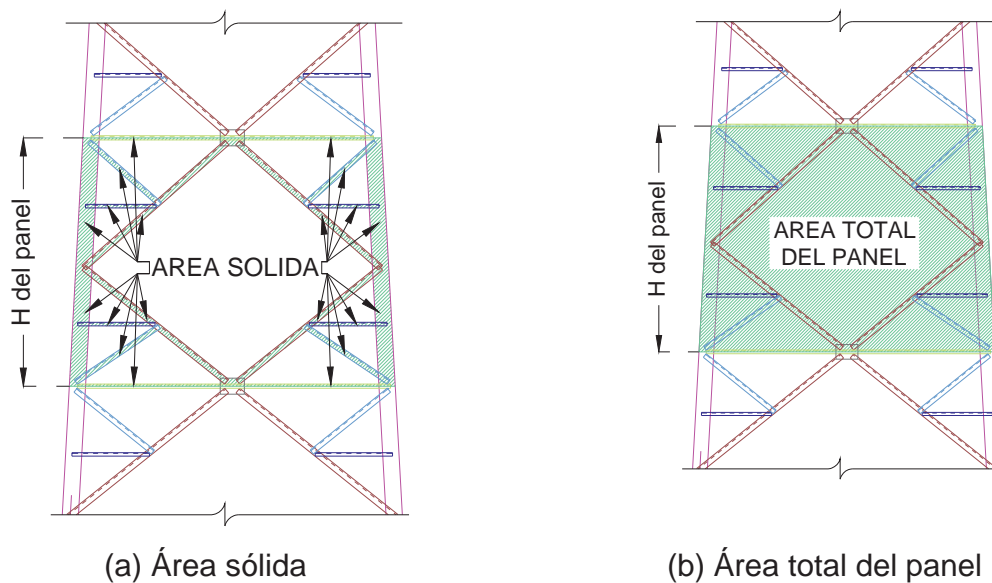 H del panel
AREA SOLIDA
(a) Área sólida
H del panel
AREA TOTAL
DEL PANEL
(b) Área total del panel